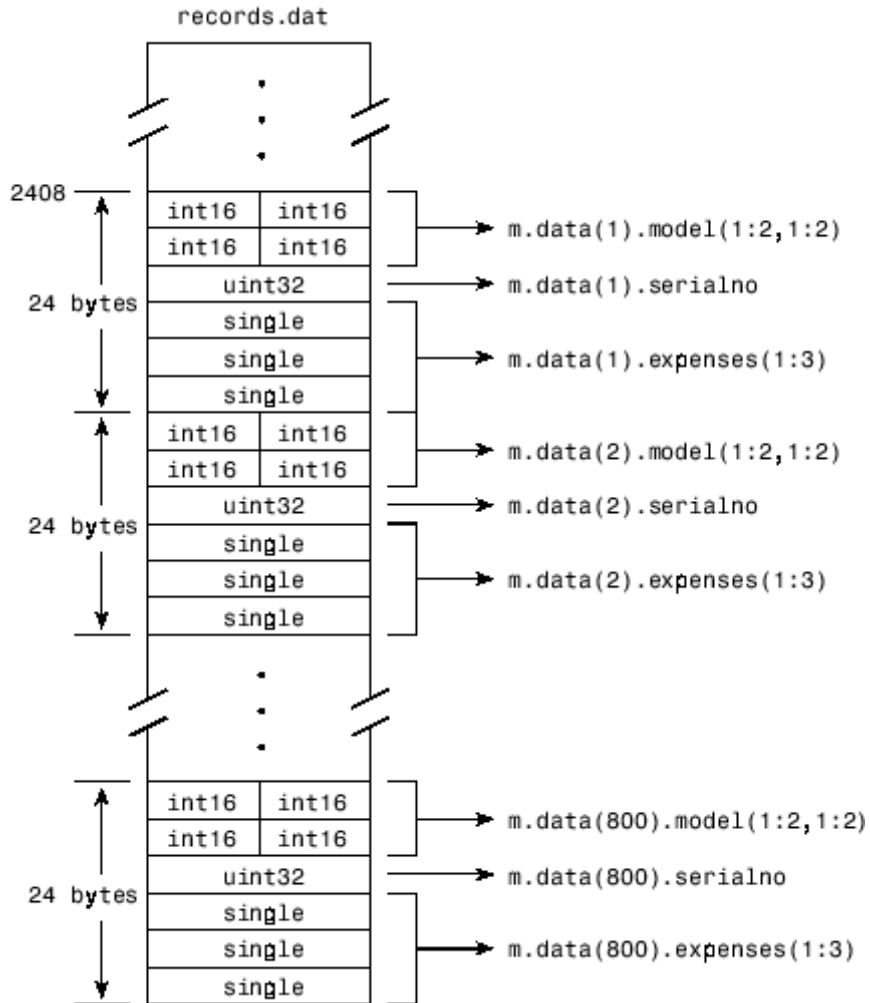 records.dat
2408
int16 int16
int16 int16
m.data(1).model(1:2,1:2)
uint32
m.data(1).serialno
24 bytes
single
single
single
m.data(1).expenses(1:3)
int16 int16
int16 int16
m.data(2).model(1:2,1:2)
uint32
m.data(2).serialno
24 bytes
single
single
single
m.data(2).expenses(1:3)
int16 int16
int16 int16
m.data(800).model(1:2,1:2)
uint32
m.data(800).serialno
24 bytes
single
single
single
m.data(800).expenses(1:3)